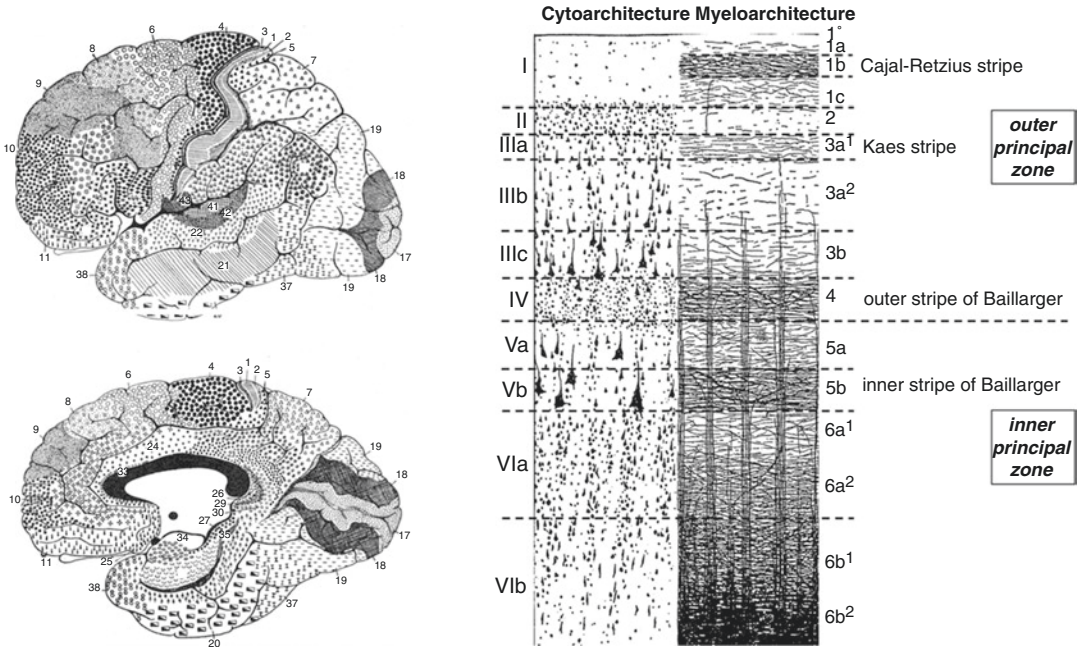 4
3
1
2
5
6
8
7
9
19
10
18
43
41
42
22
21
11
17
38
37
19
18
1
4
3
2
5
6
7
8
9
24
19
33
18
10
26
29
30
27
17
34
35
25
11
18
38
19
37
20
Cytoarchitecture Myeloarchitecture
1°
1a
I
1b Cajal-Retzius stripe
1c
II 2
IIIa 3a1 Kaes stripe
outer
principal
zone
IIIb 3a2
IIIc 3b
IV 4 outer stripe of Baillarger
Va 5a
Vb 5b inner stripe of Baillarger
6a1
inner
principal
zone
VIa
6a2
6b1
VIb
6b2